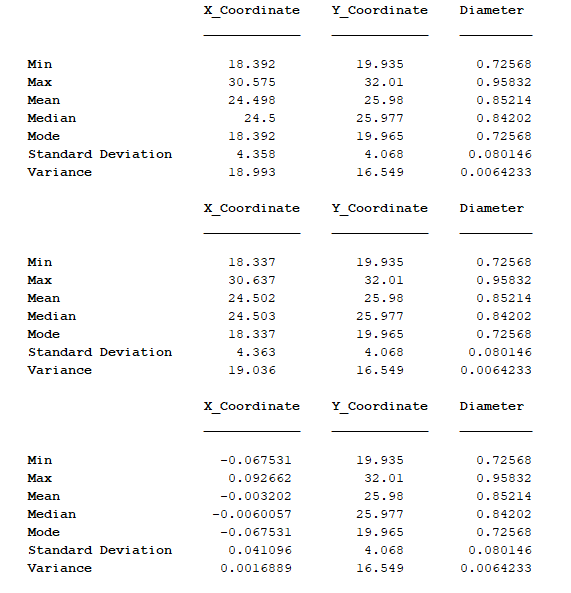 X_Coordinate Y_Coordinate Diameter
Min 18.392 19.935 0.72568
Max 30.575 32.01 0.95832
Mean 24.498 25.98 0.85214
Median 24.5 25.977 0.84202
Mode 18.392 19.965 0.72568
Standard Deviation 4.358 4.068 0.080146
Variance 18.993 16.549 0.0064233
X_Coordinate Y_Coordinate Diameter
Min 18.337 19.935 0.72568
Max 30.637 32.01 0.95832
Mean 24.502 25.98 0.85214
Median 24.503 25.977 0.84202
Mode 18.337 19.965 0.72568
Standard Deviation 4.363 4.068 0.080146
Variance 19.036 16.549 0.0064233
X_Coordinate Y_Coordinate Diameter
Min -0.067531 19.935 0.72568
Max 0.092662 32.01 0.95832
Mean -0.003202 25.98 0.85214
Median -0.0060057 25.977 0.84202
Mode -0.067531 19.965 0.72568
Standard Deviation 0.041096 4.068 0.080146
Variance 0.0016889 16.549 0.0064233